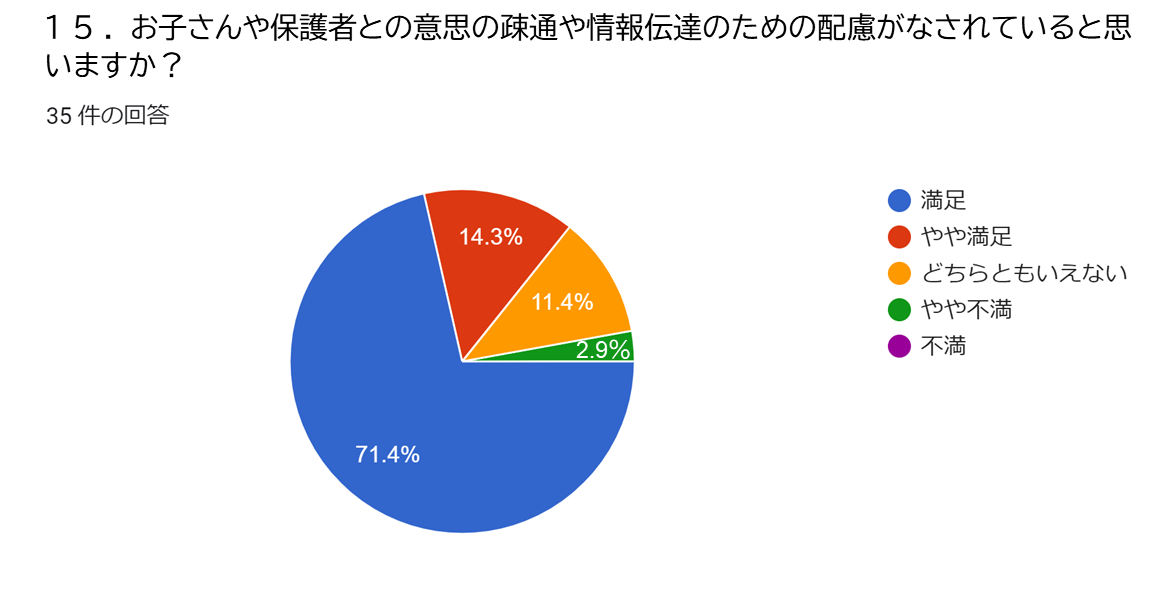 １５．お子さんや保護者との意思の疎通や情報伝達のための配慮がなされていると思
いますか？
35 件の回答
満足
やや満足
どちらともいえない
やや不満
不満
14.3%
11.4%
2.9%
71.4%